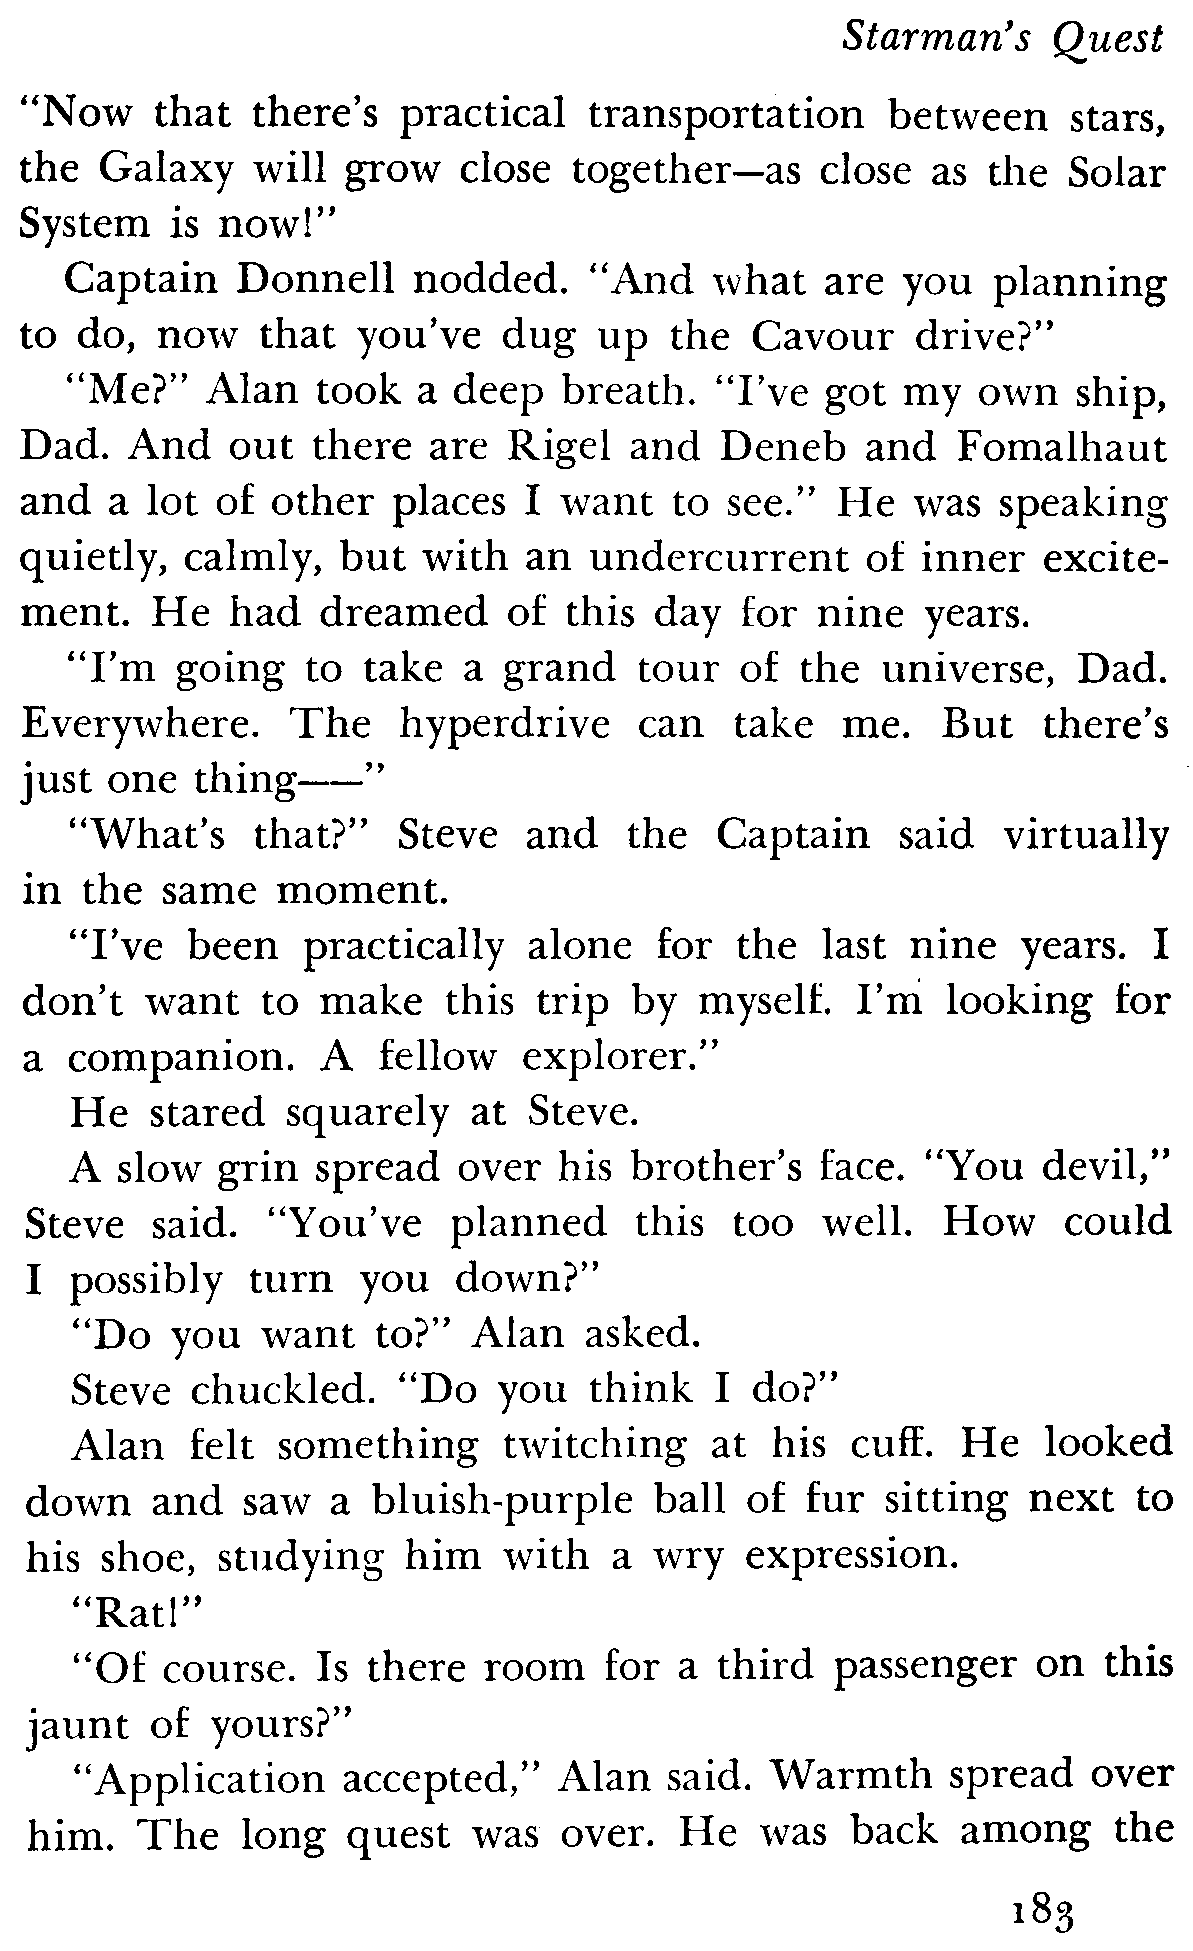 Starman's Quest
“Now that there's practical transportation between stars,
the Galaxy will grow close together—as close as the Solar
System is now!”
Captain Donnell nodded. “And what are you planning
to do, now that you've dug up the Cavour drive?”
“Me?” Alan took a deep breath. “I've got my own ship,
Dad. And out there are Rigel and Deneb and Fomalhaut
and a lot of other places I want to see.” He was speaking
quietly, calmly, but with an undercurrent of inner excite-
ment. He had dreamed of this day for nine years.
“I'm going to take a grand tour of the universe, Dad.
Everywhere. The hyperdrive can take me. But there's
just one thing——”
“What's that?” Steve and the Captain said virtually
in the same moment.
“I've been practically alone for the last nine years. I
don't want to make this trip by myself. I'm looking for
a companion. A fellow explorer.”
He stared squarely at Steve.
A slow grin spread over his brother's face. “You devil,”
Steve said. “You've planned this too well. How could
I possibly turn you down?”
“Do you want to?” Alan asked.
Steve chuckled. “Do you think I do?”
Alan felt something twitching at his cuff. He looked
down and saw a bluish-purple ball of fur sitting next to
his shoe, studying him with a wry expression.
“Rat!”
“Of course. Is there room for a third passenger on this
jaunt of yours?”
“Application accepted,” Alan said. Warmth spread over
him. The long quest was over. He was back among the
183